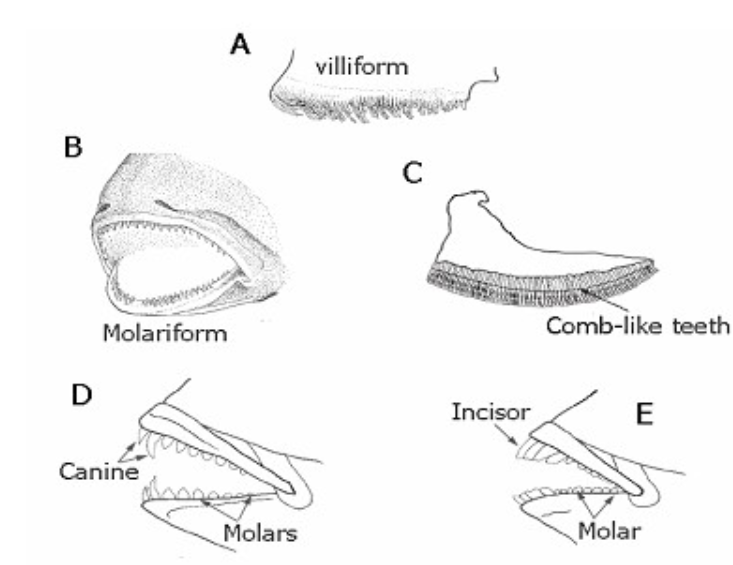 A
villiform
B
Molariform
C
Comb-like teeth
D
Canine
Molars
Incisor
E
Molar